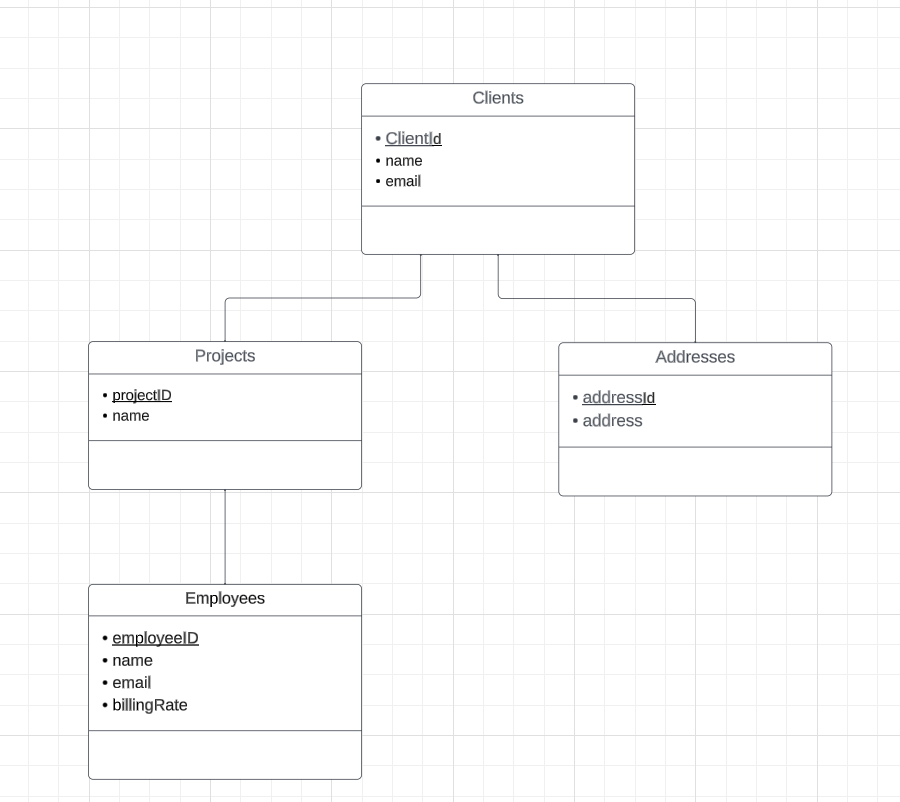 Clients
• ClientId
• name
• email
Projects
• projectID
• name
Addresses
• addressId
• address
Employees
• employeeID
• name
• email
• billingRate